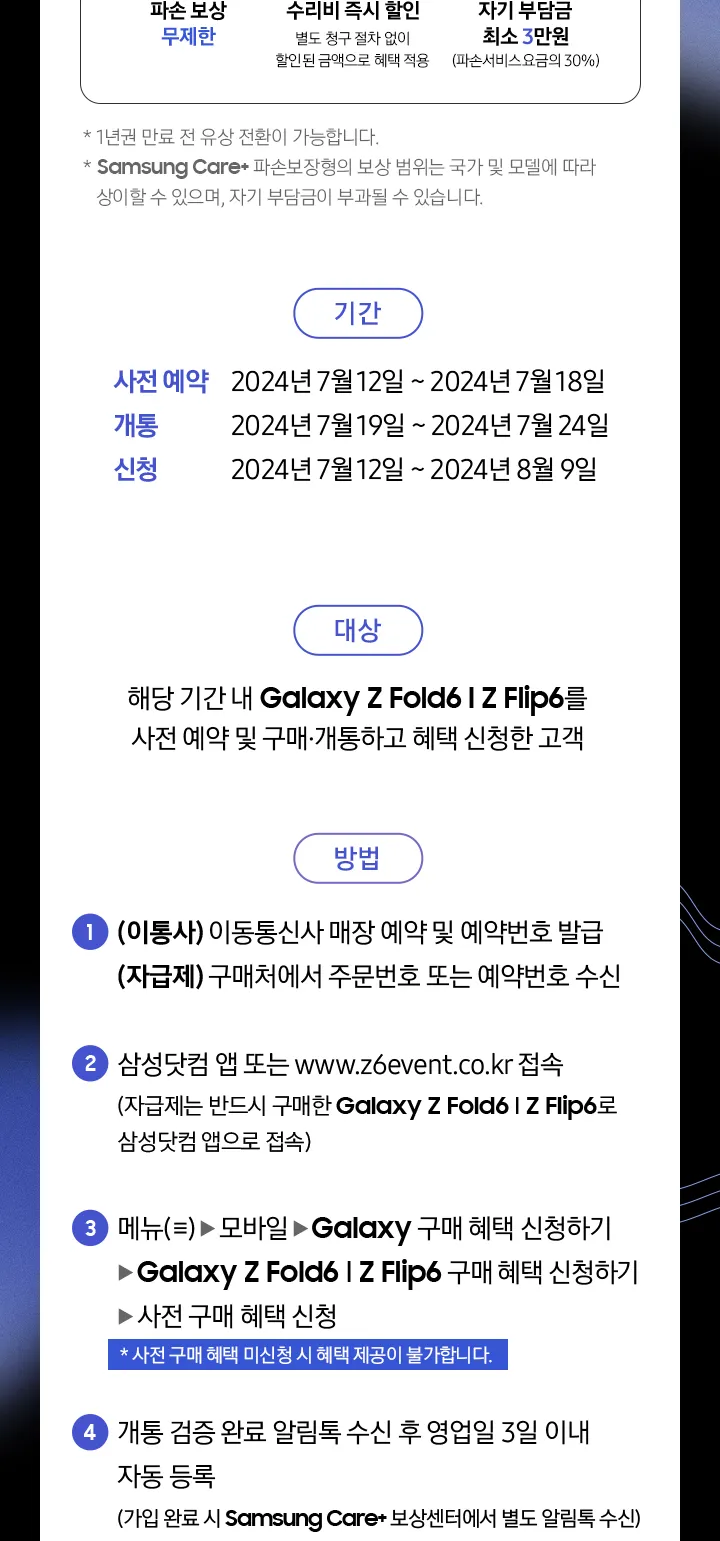 파손 보상
무제한
수리비 즉시 할인
별도 청구 절차 없이
할인된 금액으로 혜택 적용
자기 부담금
최소 3만원
(파손서비스요금의 30%)
* 1년권 만료 전 유상 전환이 가능합니다.
* Samsung Care+ 파손보장형의 보상 범위는 국가 및 모델에 따라
상이할 수 있으며, 자기 부담금이 부과될 수 있습니다.
기간
사전 예약 2024년 7월 12일 ~ 2024년 7월 18일
개통 2024년 7월 19일 ~ 2024년 7월 24일
신청 2024년 7월 12일 ~ 2024년 8월 9일
대상
해당 기간 내 Galaxy Z Fold6 I Z Flip6를
사전 예약 및 구매·개통하고 혜택 신청한 고객
방법
1 (이통사) 이동통신사 매장 예약 및 예약번호 발급
(자급제) 구매처에서 주문번호 또는 예약번호 수신
2 삼성닷컴 앱 또는 www.z6event.co.kr 접속
(자급제는 반드시 구매한 Galaxy Z Fold6 I Z Flip6로
삼성닷컴 앱으로 접속)
3 메뉴(≡) ▶ 모바일 ▶ Galaxy 구매 혜택 신청하기
▶ Galaxy Z Fold6 I Z Flip6 구매 혜택 신청하기
▶ 사전 구매 혜택 신청
* 사전 구매 혜택 미신청 시 혜택 제공이 불가합니다.
4 개통 검증 완료 알림톡 수신 후 영업일 3일 이내
자동 등록
(가입 완료 시 Samsung Care+ 보상센터에서 별도 알림톡 수신)